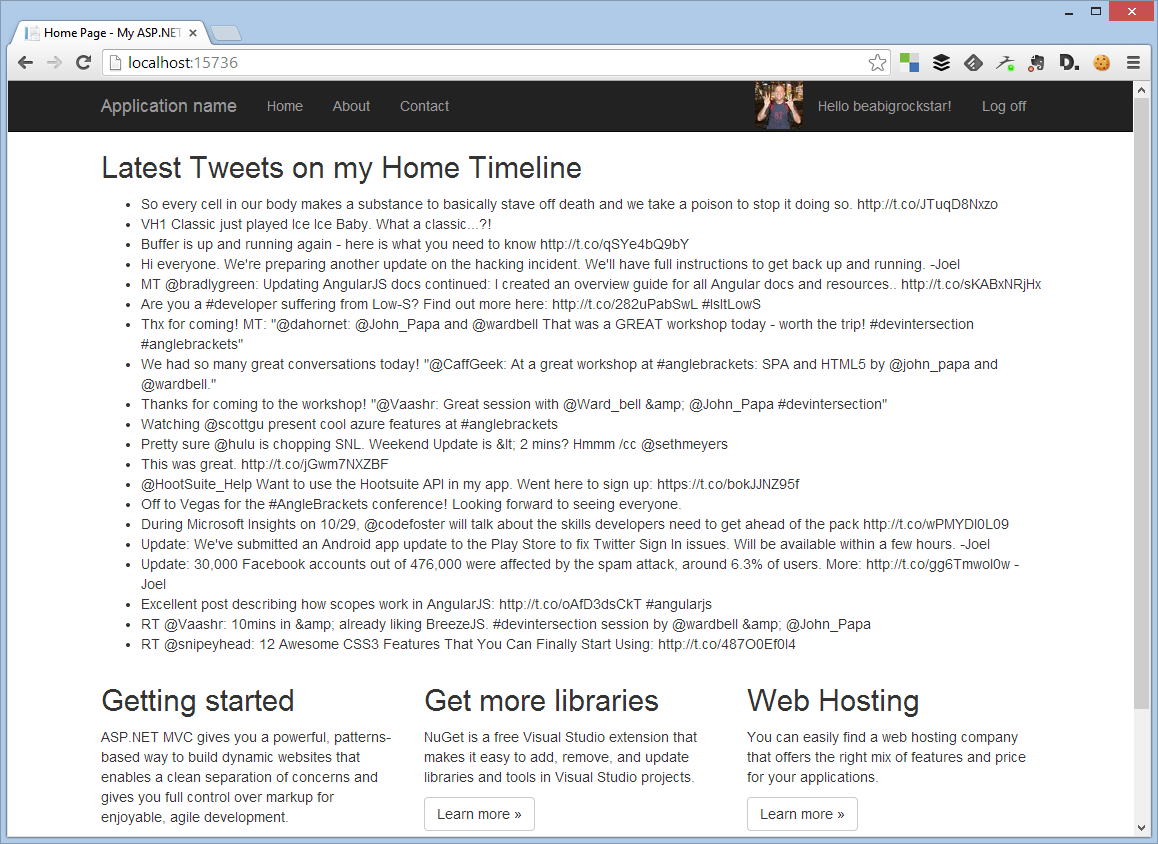 Home Page - My ASP.NET
localhost:15736
Application name Home About Contact Hello beabigrockstar! Log off
Latest Tweets on my Home Timeline
So every cell in our body makes a substance to basically stave off death and we take a poison to stop it doing so. http://t.co/JTuqD8Nxzo
VH1 Classic just played Ice Ice Baby. What a classic...?!
Buffer is up and running again - here is what you need to know http://t.co/qSYe4bQ9bY
Hi everyone. We're preparing another update on the hacking incident. We'll have full instructions to get back up and running. -Joel
MT @bradlygreen: Updating AngularJS docs continued: I created an overview guide for all Angular docs and resources.. http://t.co/sKABxNRjHx
Are you a #developer suffering from Low-S? Find out more here: http://t.co/282uPabSwL #IsItLowS
Thx for coming! MT: "@dahornet: @John_Papa and @wardbell That was a GREAT workshop today - worth the trip! #devintersection
#anglebrackets"
We had so many great conversations today! "@CaffGeek: At a great workshop at #anglebrackets: SPA and HTML5 by @john_papa and
@wardbell."
Thanks for coming to the workshop! "@Vaashr: Great session with @Ward_bell &amp; @John_Papa #devintersection"
Watching @scottgu present cool azure features at #anglebrackets
Pretty sure @hulu is chopping SNL. Weekend Update is &lt; 2 mins? Hmmm /cc @sethmeyers
This was great. http://t.co/jGwm7NXZBF
@HootSuite_Help Want to use the Hootsuite API in my app. Went here to sign up: https://t.co/bokJJNZ95f
Off to Vegas for the #AngleBrackets conference! Looking forward to seeing everyone.
During Microsoft Insights on 10/29, @codefoster will talk about the skills developers need to get ahead of the pack http://t.co/wPMYDI0L09
Update: We've submitted an Android app update to the Play Store to fix Twitter Sign In issues. Will be available within a few hours. -Joel
Update: 30,000 Facebook accounts out of 476,000 were affected by the spam attack, around 6.3% of users. More: http://t.co/gg6Tmwol0w -
Joel
Excellent post describing how scopes work in AngularJS: http://t.co/oAfD3dsCkT #angularjs
RT @Vaashr: 10mins in &amp; already liking BreezeJS. #devintersection session by @wardbell &amp; @John_Papa
RT @snipeyhead: 12 Awesome CSS3 Features That You Can Finally Start Using: http://t.co/487O0Ef0I4
Getting started
ASP.NET MVC gives you a powerful, patterns-
based way to build dynamic websites that
enables a clean separation of concerns and
gives you full control over markup for
enjoyable, agile development.
Get more libraries
NuGet is a free Visual Studio extension that
makes it easy to add, remove, and update
libraries and tools in Visual Studio projects.
Learn more »
Web Hosting
You can easily find a web hosting company
that offers the right mix of features and price
for your applications.
Learn more »